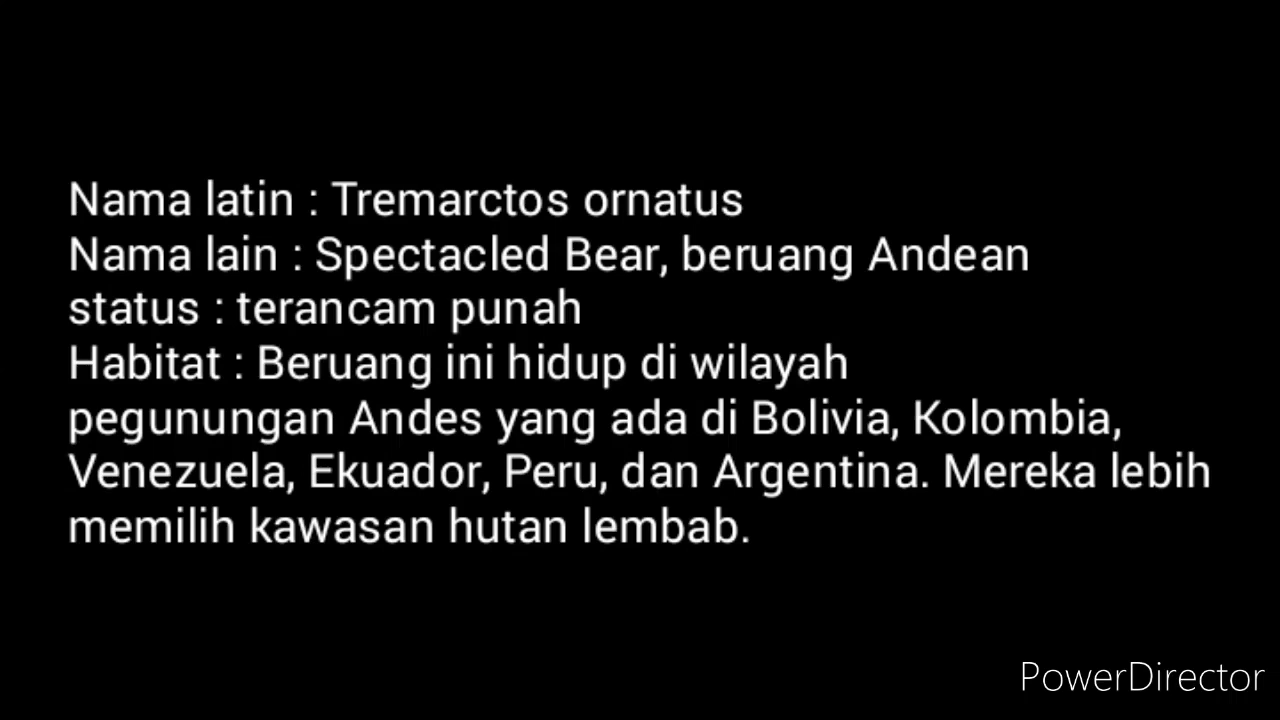 Nama latin : Tremarctos ornatus
Nama lain : Spectacled Bear, beruang Andean
status : terancam punah
Habitat : Beruang ini hidup di wilayah
pegunungan Andes yang ada di Bolivia, Kolombia,
Venezuela, Ekuador, Peru, dan Argentina. Mereka lebih
memilih kawasan hutan lembab.
PowerDirector